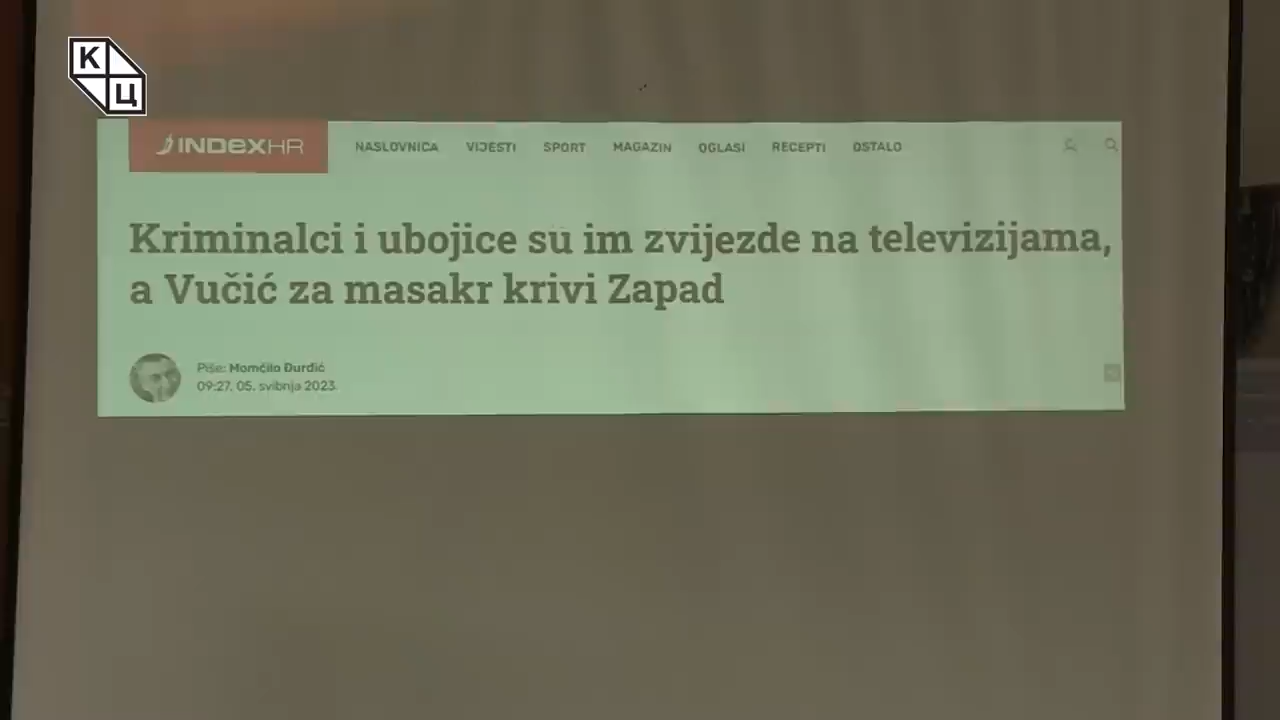 К
Ц
INDEXHR NASLOVNICA VIJESTI SPORT MAGAZIN OGLASI RECEPTI OSTALO
Kriminalci i ubojice su im zvijezde na televizijama,
a Vučić za masakr krivi Zapad
Piše: Momčilo Đurđić
09:27, 05. svibnja 2023.